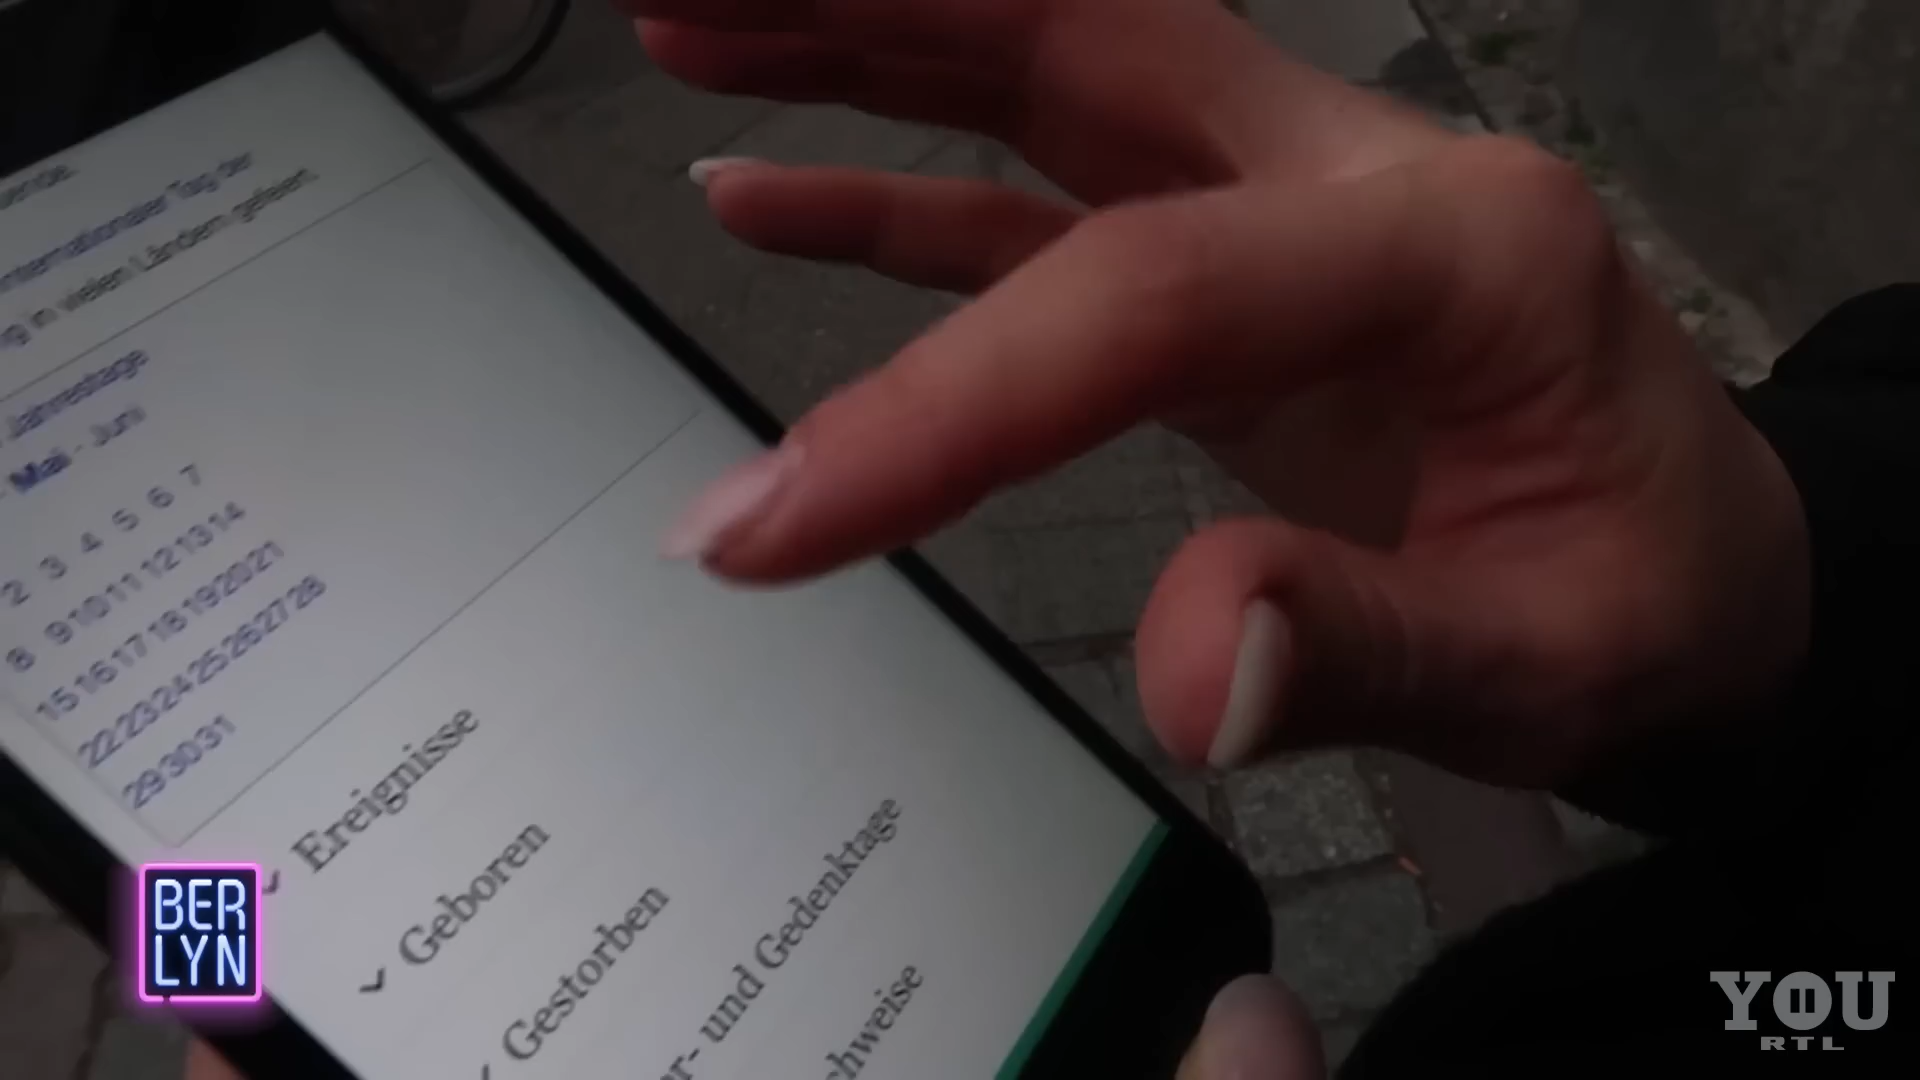 Internationaler Tag der
in vielen Ländern gefeiert
Jahrestage
- Mai - Juni
2 3 4 5 6 7
8 9 10 11 12 13 14
15 16 17 18 19 20 21
22 23 24 25 26 27 28
29 30 31
Ereignisse
Geboren
Gestorben
er- und Gedenktage
chweise
BER
LYN
YOU
RTL